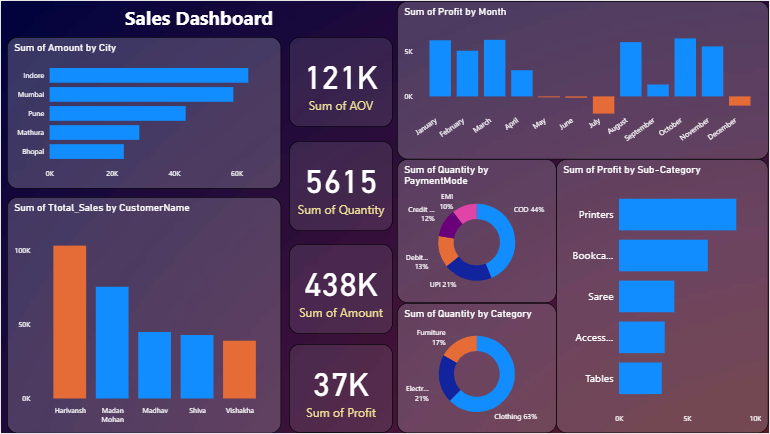 Sales Dashboard
Sum of Amount by City
Indore
Mumbai
Pune
Mathura
Bhopal
0K 20K 40K 60K
Sum of Ttotal_Sales by CustomerName
100K
50K
0K
Harivansh Madan Madhav Shiva Vishakha
Mohan
121K
Sum of AOV
5615
Sum of Quantity
438K
Sum of Amount
37K
Sum of Profit
Sum of Profit by Month
5K
0K
January February March April May June July August September October November December
Sum of Quantity by
PaymentMode
EMI
10%
Credit ...
12%
COD 44%
Debit...
13%
UPI 21%
Sum of Quantity by Category
Furniture
17%
Electr...
21%
Clothing 63%
Sum of Profit by Sub-Category
Printers
Bookca...
Saree
Access...
Tables
0K 5K 10K